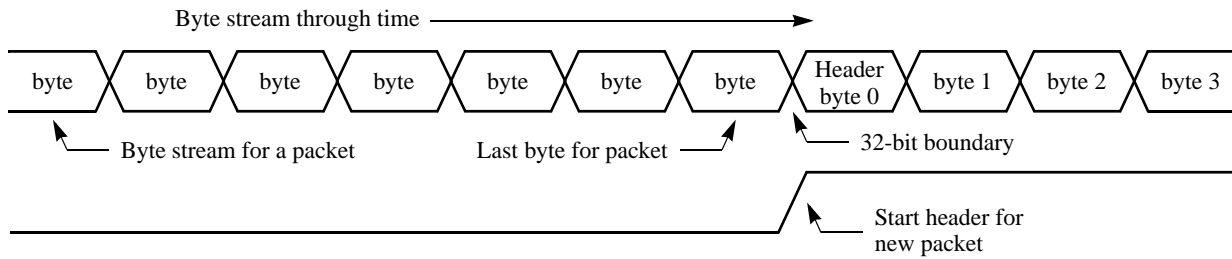 Byte stream through time
byte byte byte byte byte byte byte Header byte 0 byte 1 byte 2 byte 3
Byte stream for a packet
Last byte for packet
32-bit boundary
Start header for
new packet